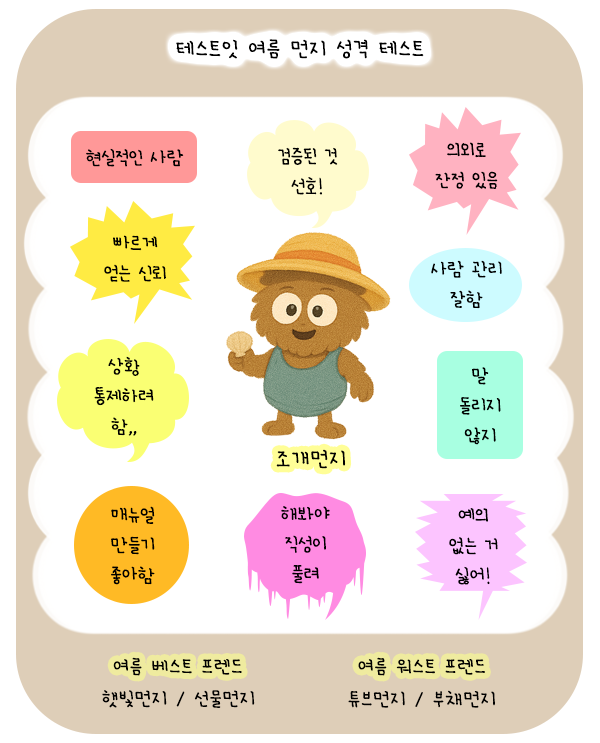 테스트잇 여름 먼지 성격 테스트
현실적인 사람
검증된 것
선호!
의외로
잔정 있음
빠르게
얻는 신뢰
사람 관리
잘함
상황
통제하려
함,,
말
돌리지
않지
조개먼지
매뉴얼
만들기
좋아함
해봐야
직성이
풀려
예의
없는 거
싫어!
여름 베스트 프렌드
여름 워스트 프렌드
햇빛먼지 / 선물먼지
튜브먼지 / 부채먼지